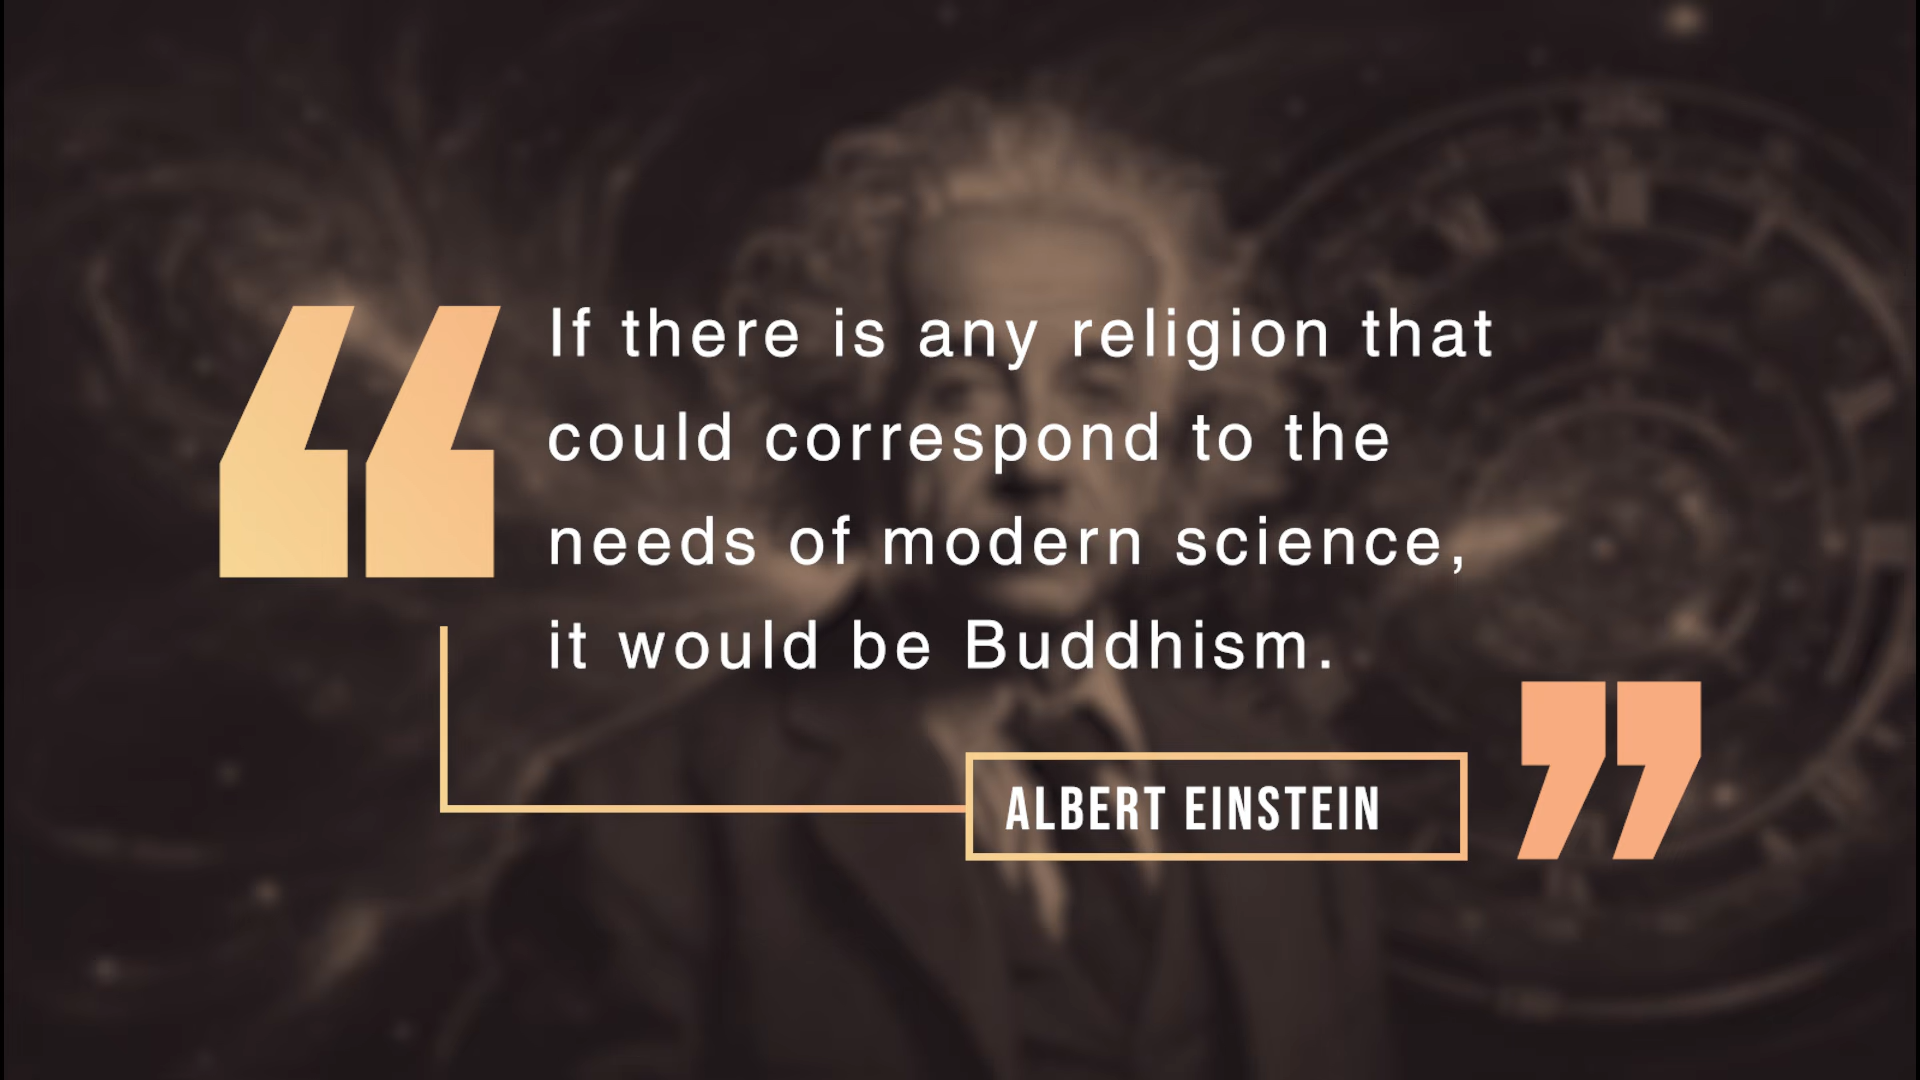 If there is any religion that
could correspond to the
needs of modern science,
it would be Buddhism.
ALBERT EINSTEIN